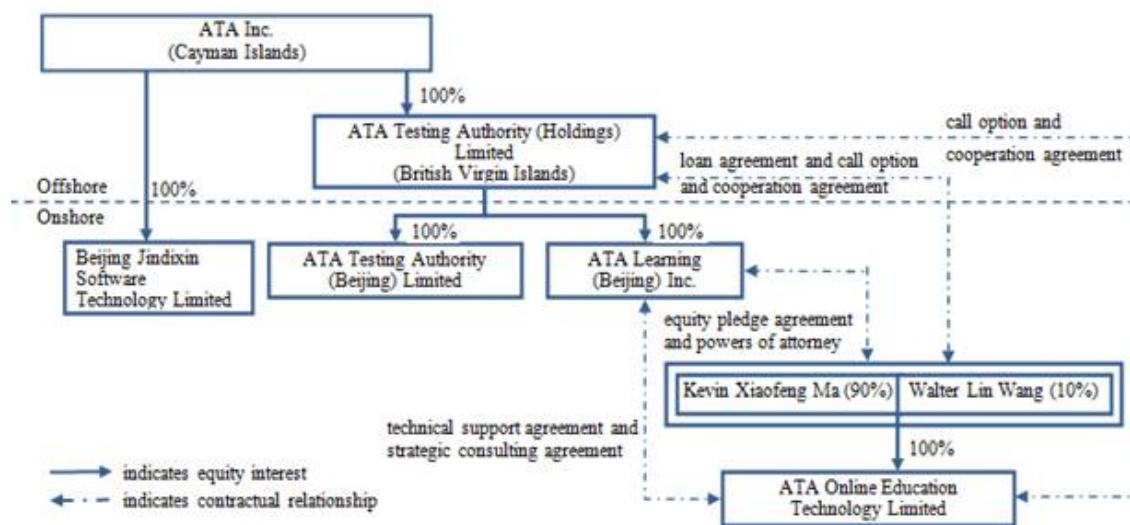 ATA Inc.
(Cayman Islands)
100%
ATA Testing Authority (Holdings)
Limited
(British Virgin Islands)
call option and
cooperation agreement
loan agreement and call option
and cooperation agreement
Offshore
100%
Onshore
100%
100%
Beijing Jindixin
Software
Technology Limited
ATA Testing Authority
(Beijing) Limited
ATA Learning
(Beijing) Inc.
equity pledge agreement
and powers of attorney
Kevin Xiaofeng Ma (90%)
Walter Lin Wang (10%)
technical support agreement and
strategic consulting agreement
100%
indicates equity interest
indicates contractual relationship
ATA Online Education
Technology Limited